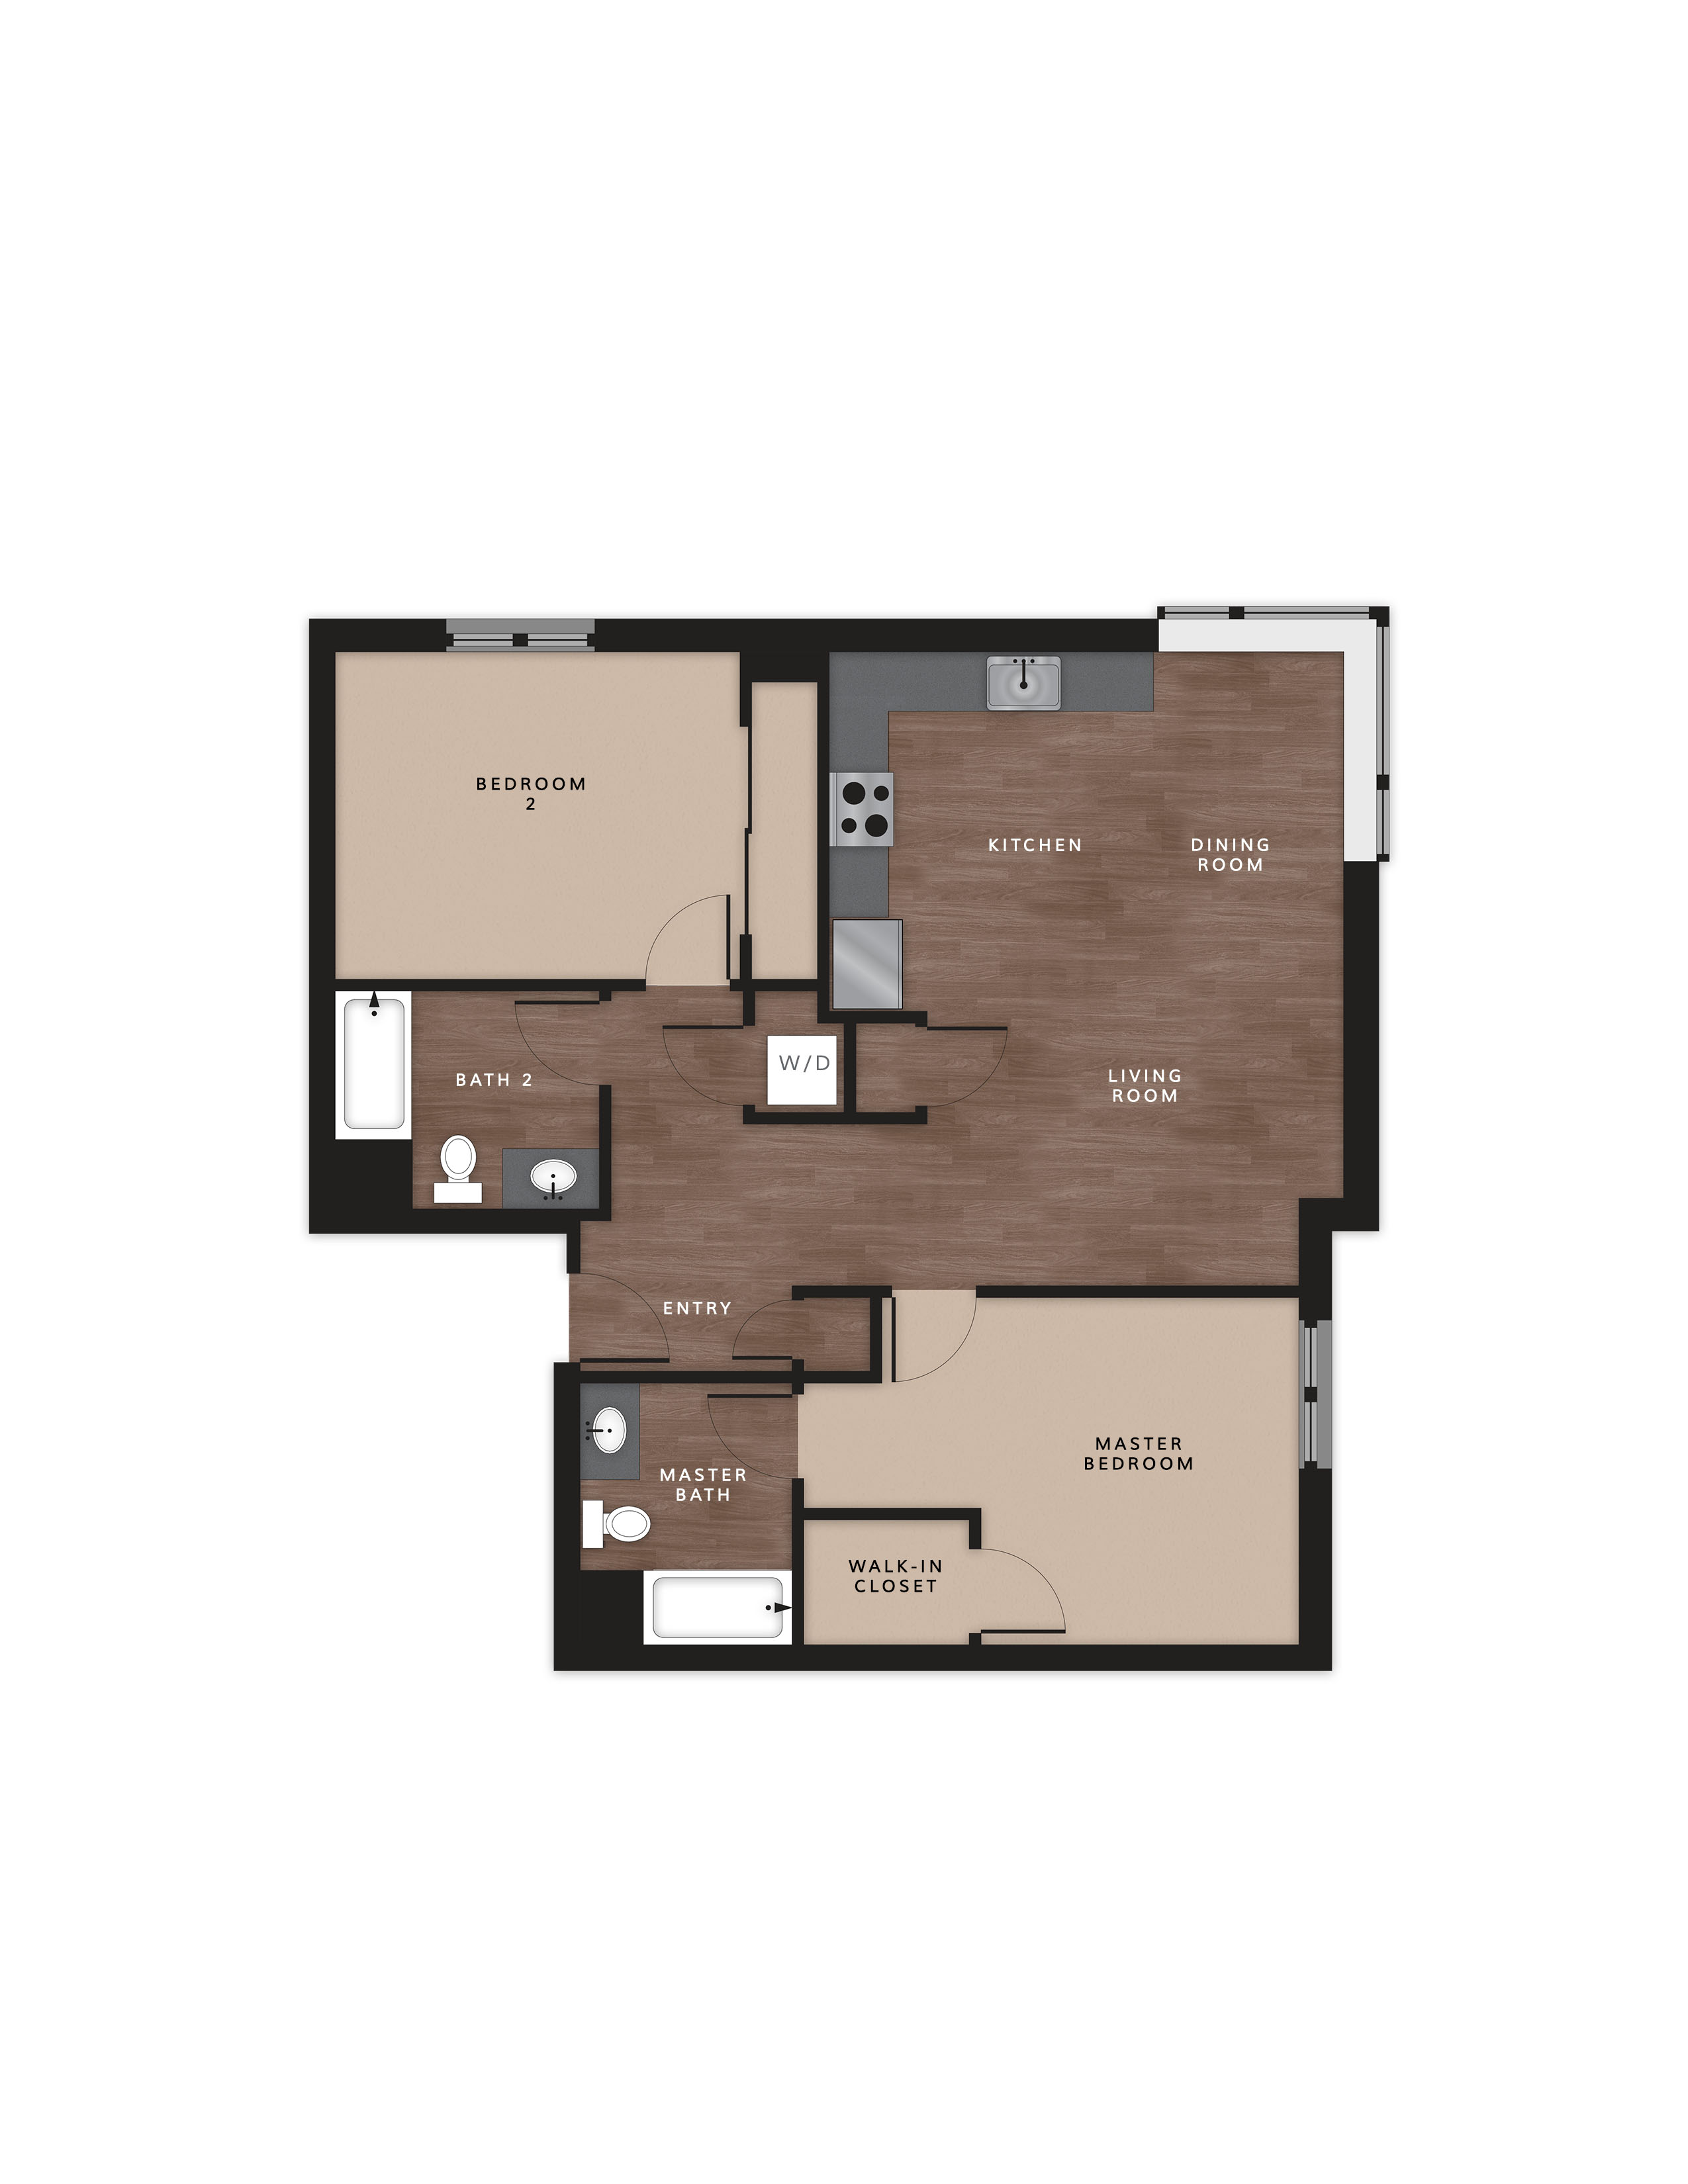 BEDROOM
2
KITCHEN
DINING
ROOM
BATH 2
W/D
LIVING
ROOM
ENTRY
MASTER
BATH
MASTER
BEDROOM
WALK-IN
CLOSET